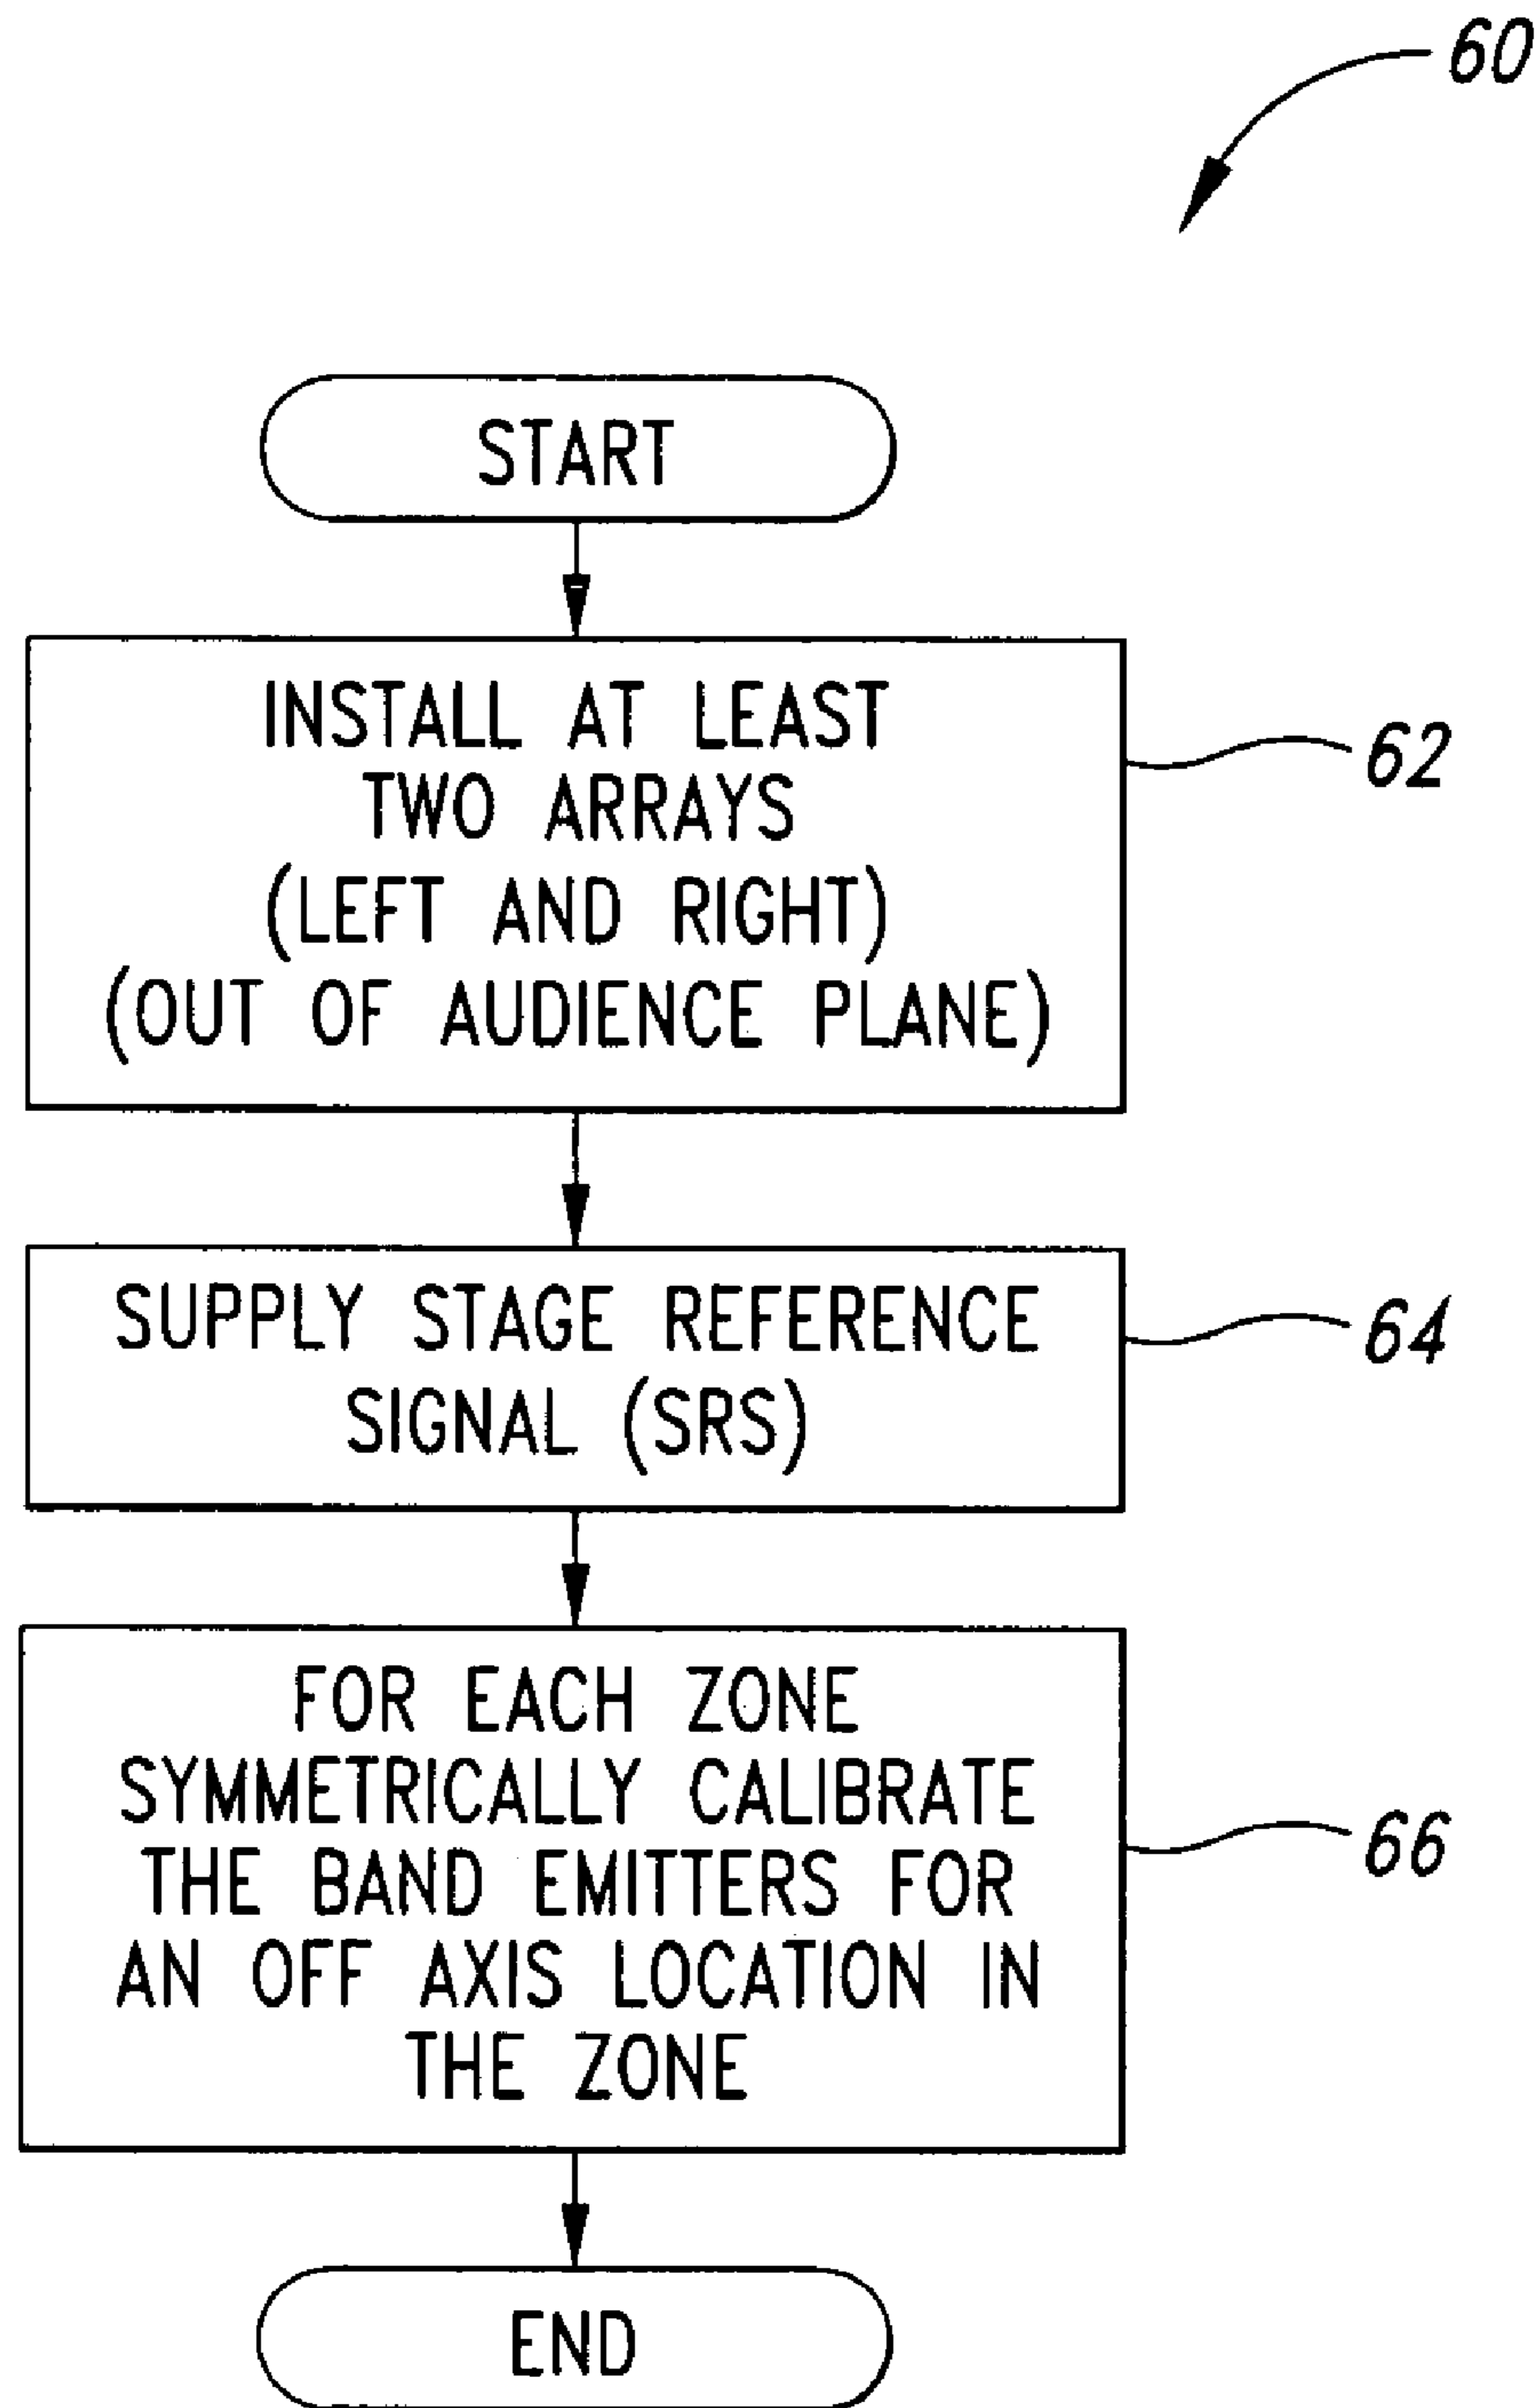 60
START
INSTALL AT LEAST
TWO ARRAYS
(LEFT AND RIGHT)
(OUT OF AUDIENCE PLANE)
62
SUPPLY STAGE REFERENCE
SIGNAL (SRS)
64
FOR EACH ZONE
SYMMETRICALLY CALIBRATE
THE BAND EMITTERS FOR
AN OFF AXIS LOCATION IN
THE ZONE
66
END